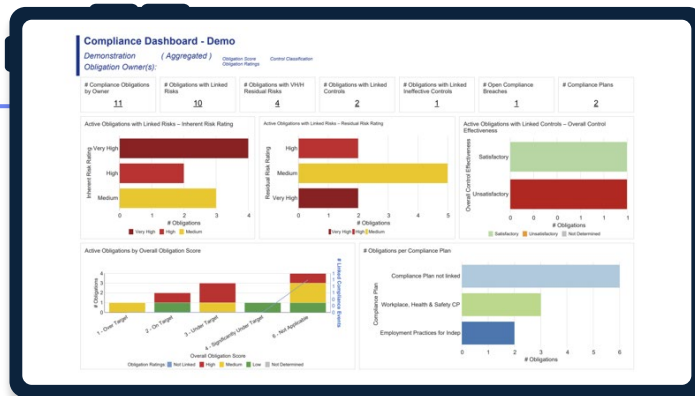 Compliance Dashboard - Demo
Demonstration ( Aggregated ) Obligation Score Control Classification
Obligation Ratings
Obligation Owner(s):
# Compliance Obligations by Owner
11
# Obligations with Linked Risks
10
# Obligations with VH/H Residual Risks
4
# Obligations with Linked Controls
2
# Obligations with Linked Ineffective Controls
1
# Open Compliance Breaches
1
# Compliance Plans
2
Active Obligations with Linked Risks – Inherent Risk Rating
Inherent Risk Rating
Very High
High
Medium
0 1 2 3 4
# Obligations
Very High High Medium
Active Obligations with Linked Risks – Residual Risk Rating
Residual Risk Rating
High
Medium
Very High
0 1 2 3 4 5
# Obligations
Very High High Medium
Active Obligations with Linked Controls – Overall Control
Effectiveness
Overall Control Effectiveness
Satisfactory
Unsatisfactory
0 0 0 1 1 1
# Obligations
Satisfactory Unsatisfactory Not Determined
Active Obligations by Overall Obligation Score
# Obligations
4
3
2
1
0
1 - Over Target
2 - On Target
3 - Under Target
4 - Significantly Under Target
6 - Not Applicable
# Linked Compliance Events
Overall Obligation Score
Obligation Ratings: Not Linked High Medium Low Not Determined
# Obligations per Compliance Plan
Compliance Plan
Compliance Plan not linked
Workplace, Health & Safety CP
Employment Practices for Indep
0 1 2 3 4 5 6
# Obligations